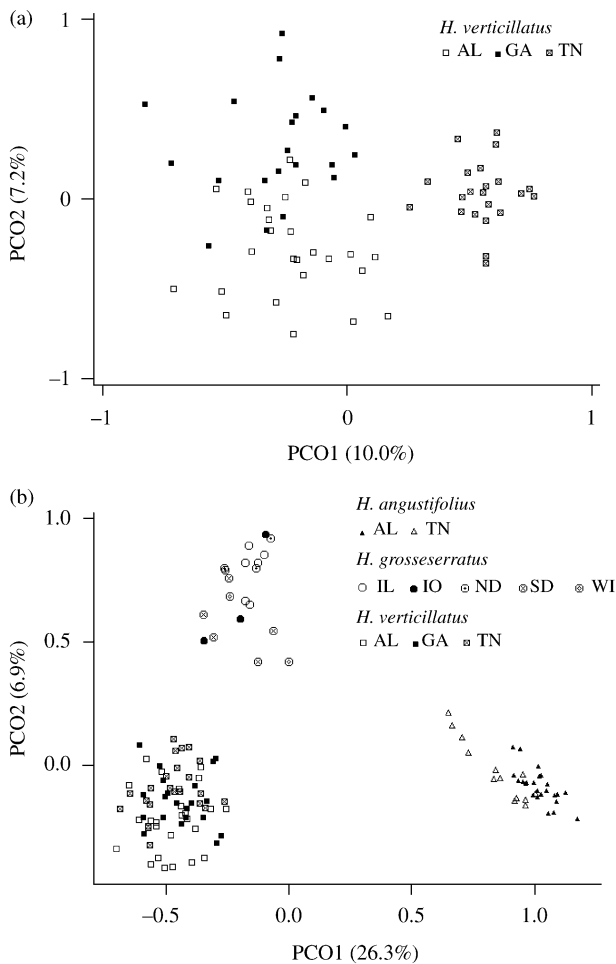 (a)
H. verticillatus
AL GA TN
1
0
−1
PCO2 (7.2%)
−1 0 1
PCO1 (10.0%)
(b)
H. angustifolius
AL TN
H. grosseserratus
IL IO ND SD WI
H. verticillatus
AL GA TN
1.0
0.5
0.0
PCO2 (6.9%)
−0.5 0.0 0.5 1.0
PCO1 (26.3%)